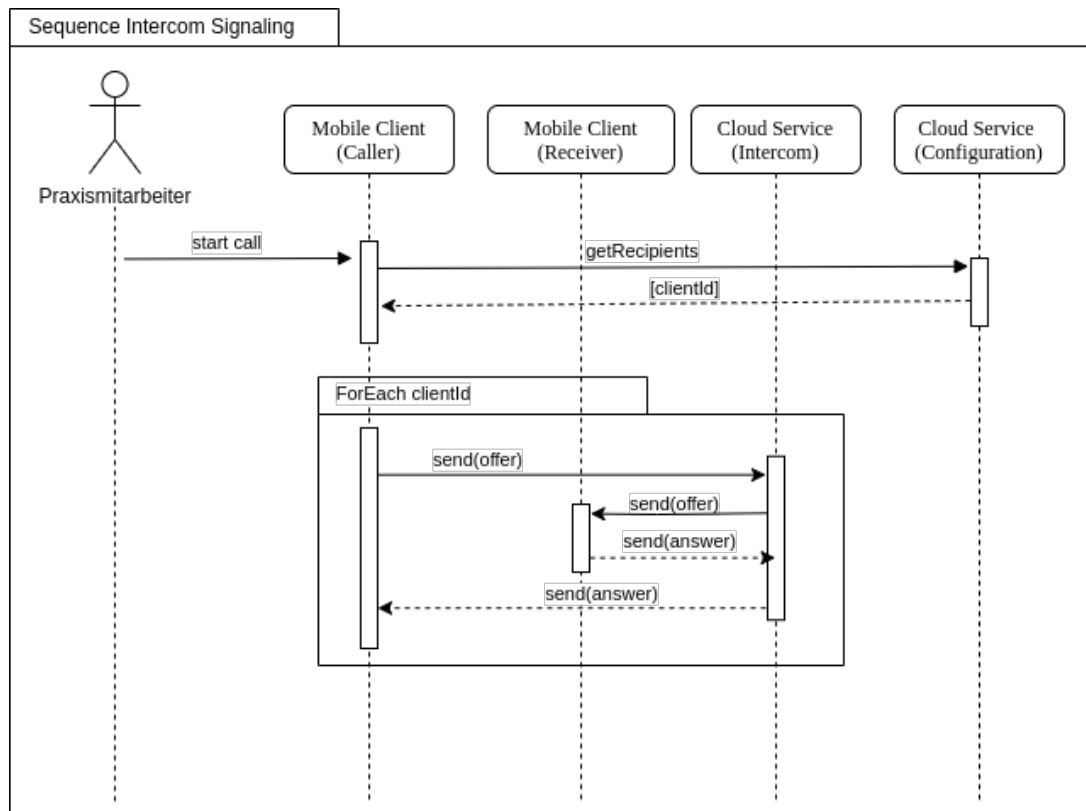 Sequence Intercom Signaling
Praxismitarbeiter
Mobile Client
(Caller)
Mobile Client
(Receiver)
Cloud Service
(Intercom)
Cloud Service
(Configuration)
start call
getRecipients
[clientId]
ForEach clientId
send(offer)
send(offer)
send(answer)
send(answer)